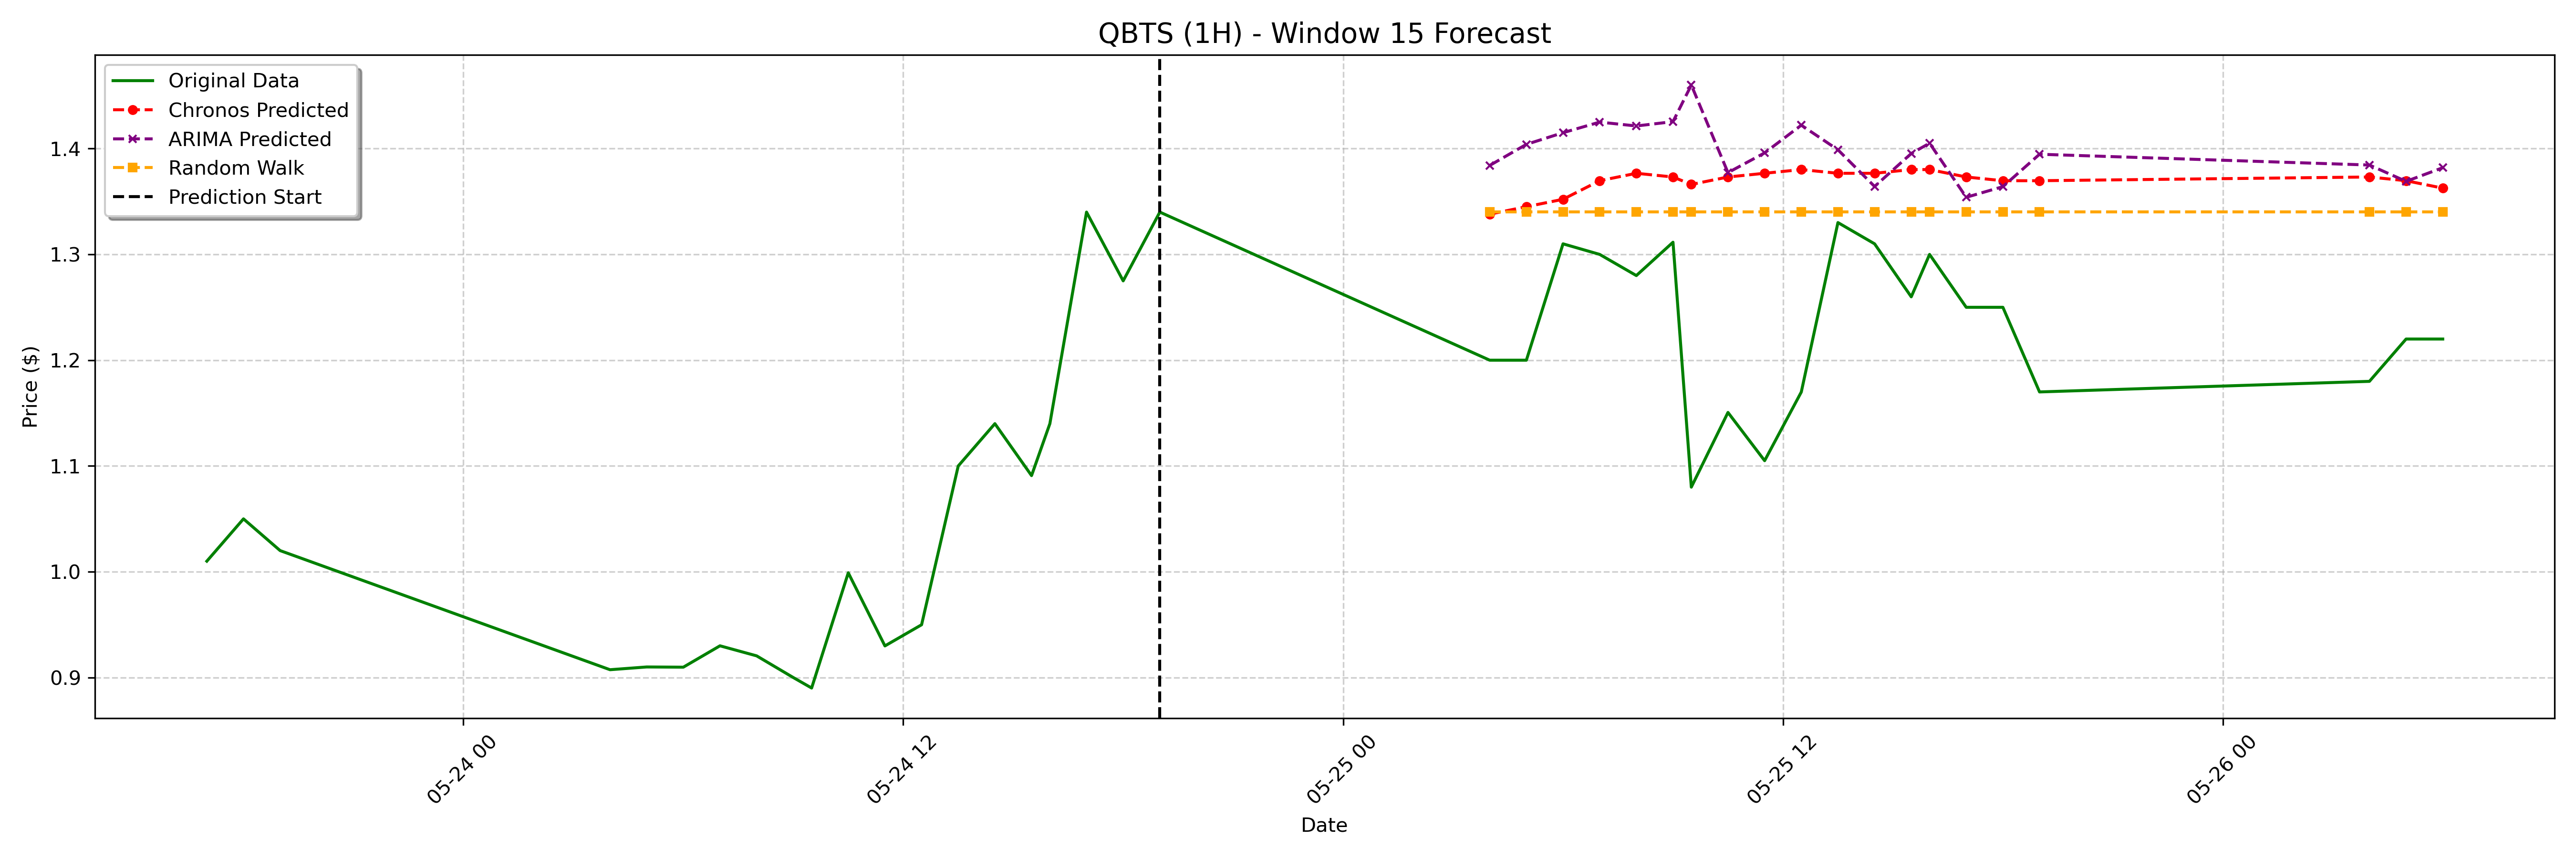 QBTS (1H) - Window 15 Forecast
Original Data
Chronos Predicted
ARIMA Predicted
Random Walk
Prediction Start
Price ($)
1.4
1.3
1.2
1.1
1.0
0.9
05-24 00
05-24 12
05-25 00
05-25 12
05-26 00
Date